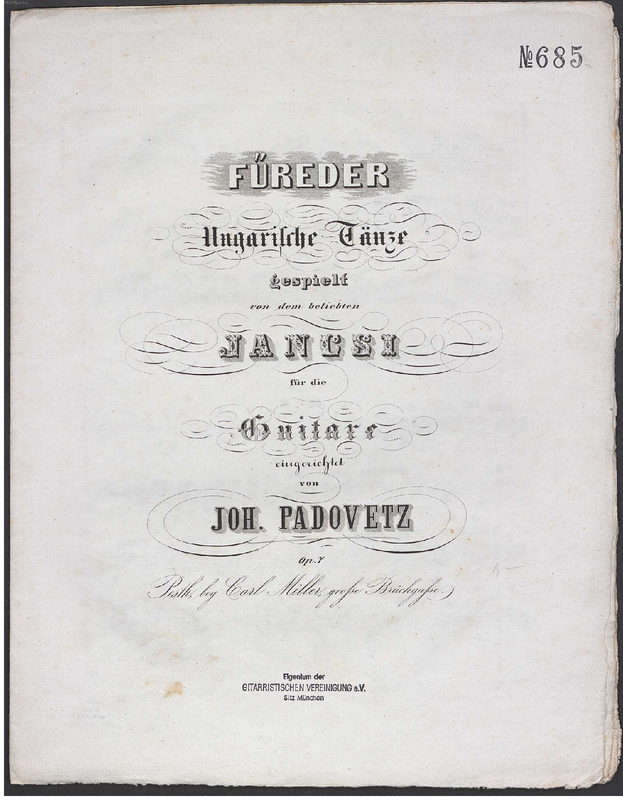 №685
FŰREDER
Ungarische Tänze
gespielt
von dem beliebten
JANCSI
für die
Guitare
eingerichtet
von
JOH. PADOVETZ
Op. 7
Pesth, bey Carl Miller, große Brückgasse.
Eigentum der
GITARRISTISCHEN VEREINIGUNG e.V.
Sitz München